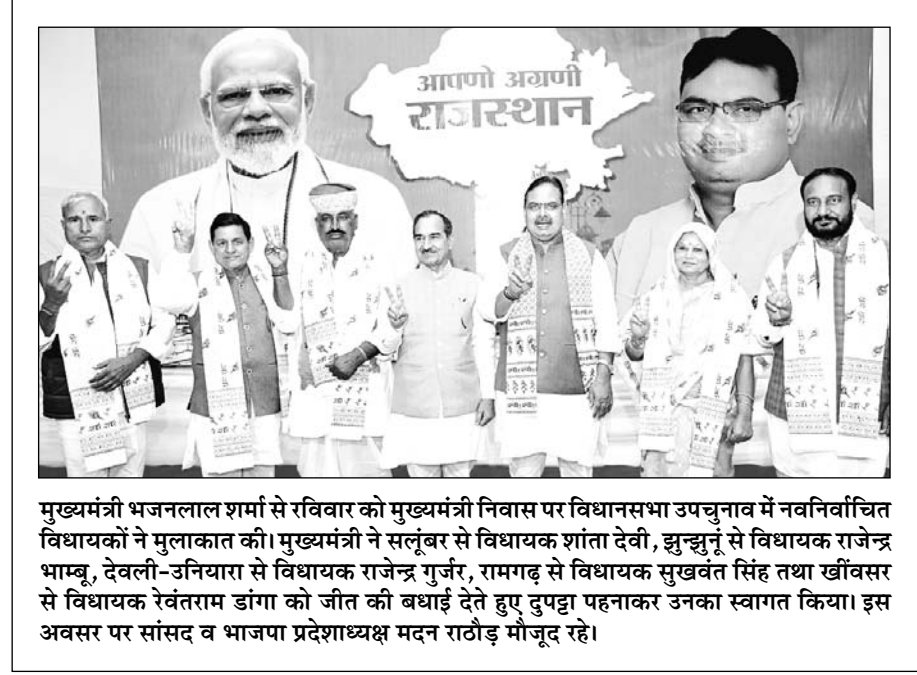 आपणो अग्रणी
राजस्थान
मुख्यमंत्री भजनलाल शर्मा से रविवार को मुख्यमंत्री निवास पर विधानसभा उपचुनाव में नवनिर्वाचित
विधायकों ने मुलाकात की। मुख्यमंत्री ने सलूंबर से विधायक शांता देवी, झुन्झुनूं से विधायक राजेन्द्र
भाम्बू, देवली-उनियारा से विधायक राजेन्द्र गुर्जर, रामगढ़ से विधायक सुखवंत सिंह तथा खींवसर
से विधायक रेवंतराम डांगा को जीत की बधाई देते हुए दुपट्टा पहनाकर उनका स्वागत किया। इस
अवसर पर सांसद व भाजपा प्रदेशाध्यक्ष मदन राठौड़ मौजूद रहे।